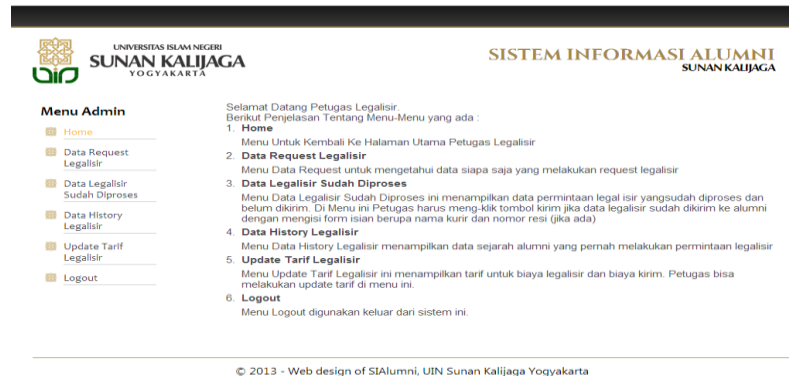 UNIVERSITAS ISLAM NEGERI
SUNAN KALIJAGA
YOGYAKARTA
uin
SISTEM INFORMASI ALUMNI
SUNAN KALIJAGA
Menu Admin
Home
Data Request
Legalisir
Data Legalisir
Sudah Diproses
Data History
Legalisir
Update Tarif
Legalisir
Logout
Selamat Datang Petugas Legalisir.
Berikut Penjelasan Tentang Menu-Menu yang ada :
1. Home
Menu Untuk Kembali Ke Halaman Utama Petugas Legalisir
2. Data Request Legalisir
Menu Data Request untuk mengetahui data siapa saja yang melakukan request legalisir
3. Data Legalisir Sudah Diproses
Menu Data Legalisir Sudah Diproses ini menampilkan data permintaan legal isir yangsudah diproses dan
belum dikirim. Di Menu ini Petugas harus meng-klik tombol kirim jika data legalisir sudah dikirim ke alumni
dengan mengisi form isian berupa nama kurir dan nomor resi (jika ada)
4. Data History Legalisir
Menu Data History Legalisir menampilkan data sejarah alumni yang pernah melakukan permintaan legalisir
5. Update Tarif Legalisir
Menu Update Tarif Legalisir ini menampilkan tarif untuk biaya legalisir dan biaya kirim. Petugas bisa
melakukan update tarif di menu ini.
6. Logout
Menu Logout digunakan keluar dari sistem ini.
© 2013 - Web design of SIAlumni, UIN Sunan Kalijaga Yogyakarta